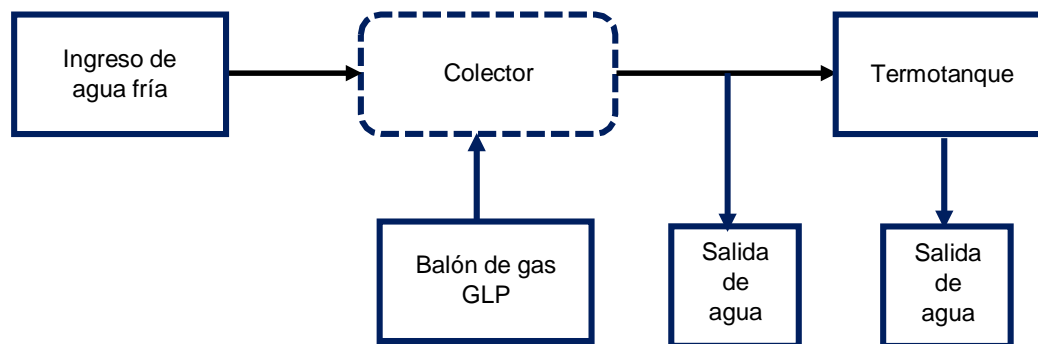 Ingreso de
agua fría
Colector
Termotanque
Balón de gas
GLP
Salida
de
agua
Salida
de
agua